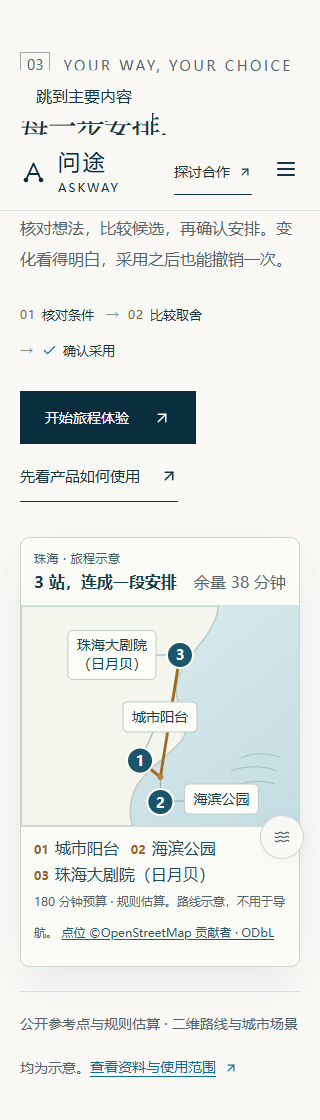 03 YOUR WAY, YOUR CHOICE
跳到主要内容
每一步安排，
问途
ASKWAY
探讨合作
核对想法，比较候选，再确认安排。变
化看得明白，采用之后也能撤销一次。
01 核对条件 → 02 比较取舍
→ ✓ 确认采用
开始旅程体验
先看产品如何使用
珠海 · 旅程示意
3 站，连成一段安排 余量 38 分钟
珠海大剧院
（日月贝）
3
城市阳台
1
2
海滨公园
01 城市阳台 02 海滨公园
03 珠海大剧院（日月贝）
180 分钟预算 · 规则估算。路线示意，不用于导
航。 点位 ©OpenStreetMap 贡献者 · ODbL
公开参考点与规则估算 · 二维路线与城市场景
均为示意。查看资料与使用范围